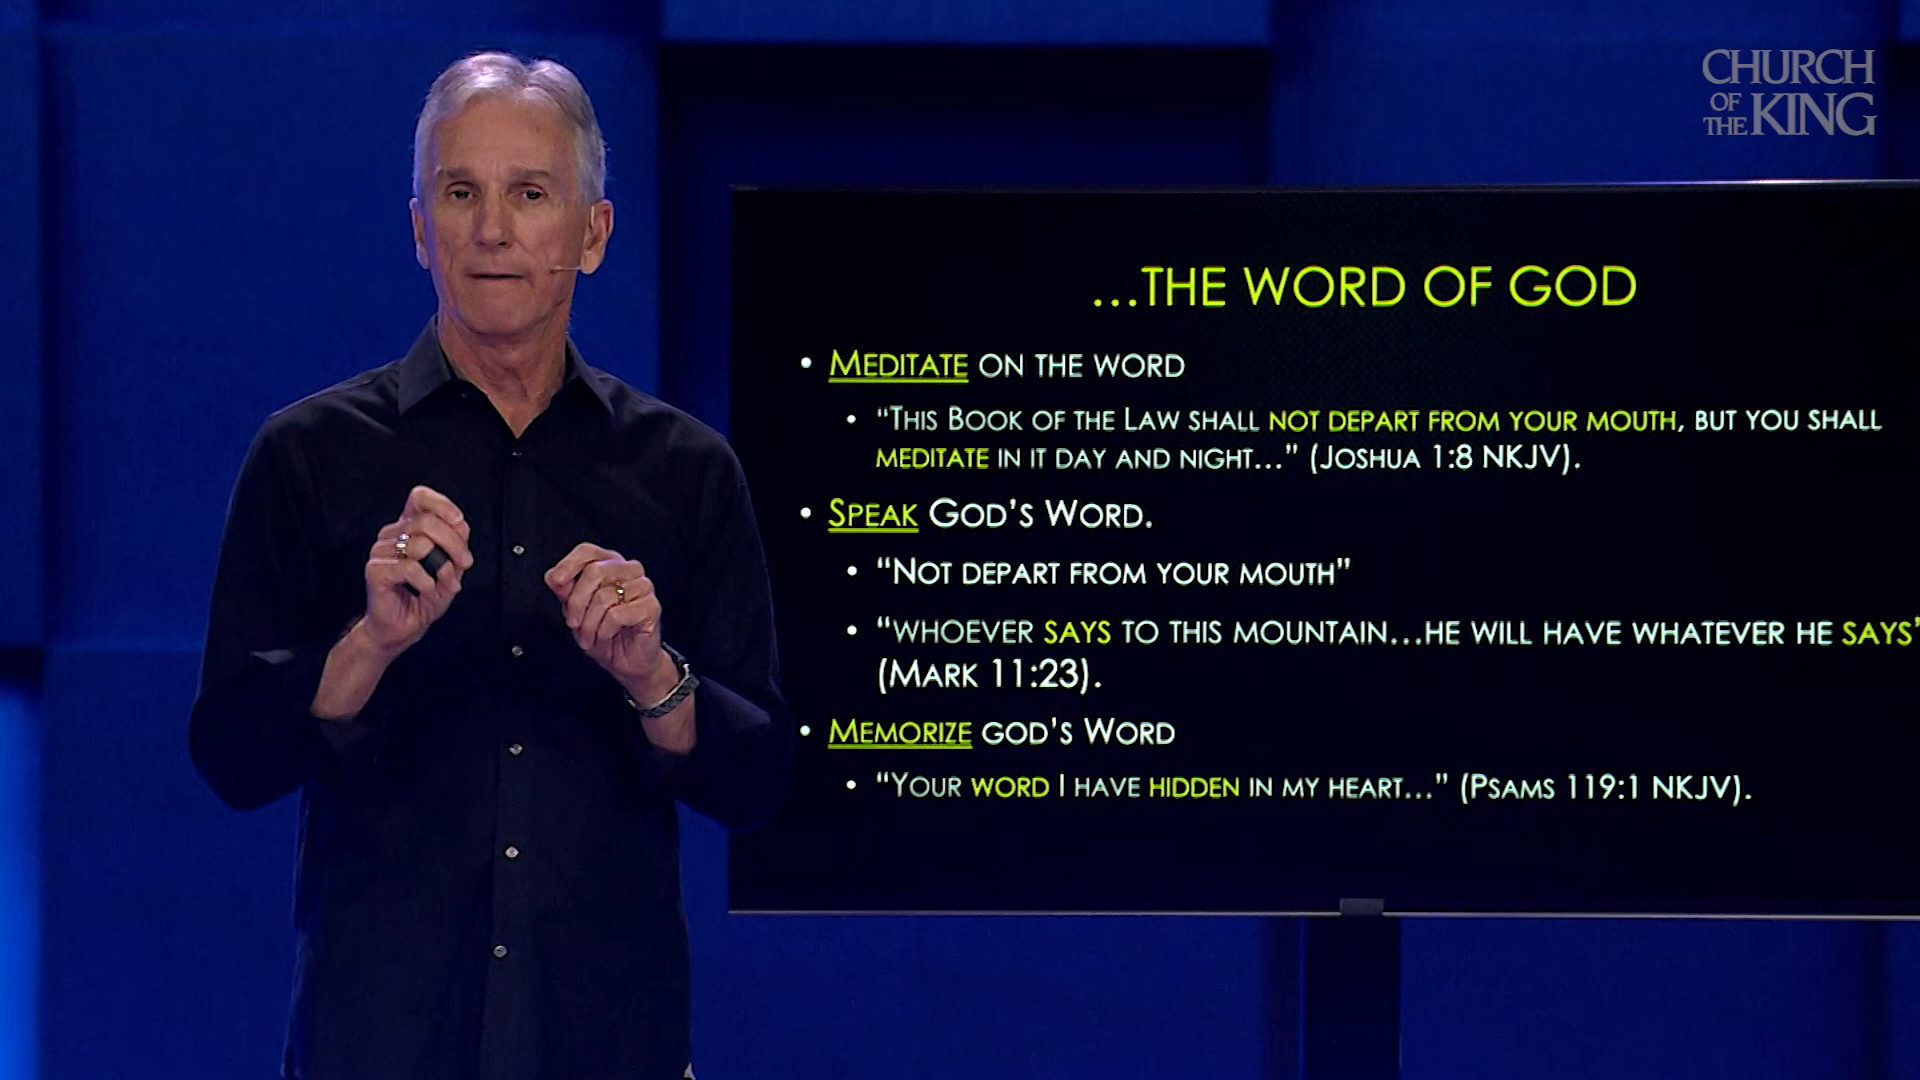 CHURCH
OF
THE KING
...THE WORD OF GOD
• MEDITATE ON THE WORD
• “THIS BOOK OF THE LAW SHALL NOT DEPART FROM YOUR MOUTH, BUT YOU SHALL
MEDITATE IN IT DAY AND NIGHT...” (JOSHUA 1:8 NKJV).
• SPEAK GOD’S WORD.
• “NOT DEPART FROM YOUR MOUTH”
• “WHOEVER SAYS TO THIS MOUNTAIN...HE WILL HAVE WHATEVER HE SAYS”
(MARK 11:23).
• MEMORIZE GOD’S WORD
• “YOUR WORD I HAVE HIDDEN IN MY HEART...” (PSAMS 119:1 NKJV).